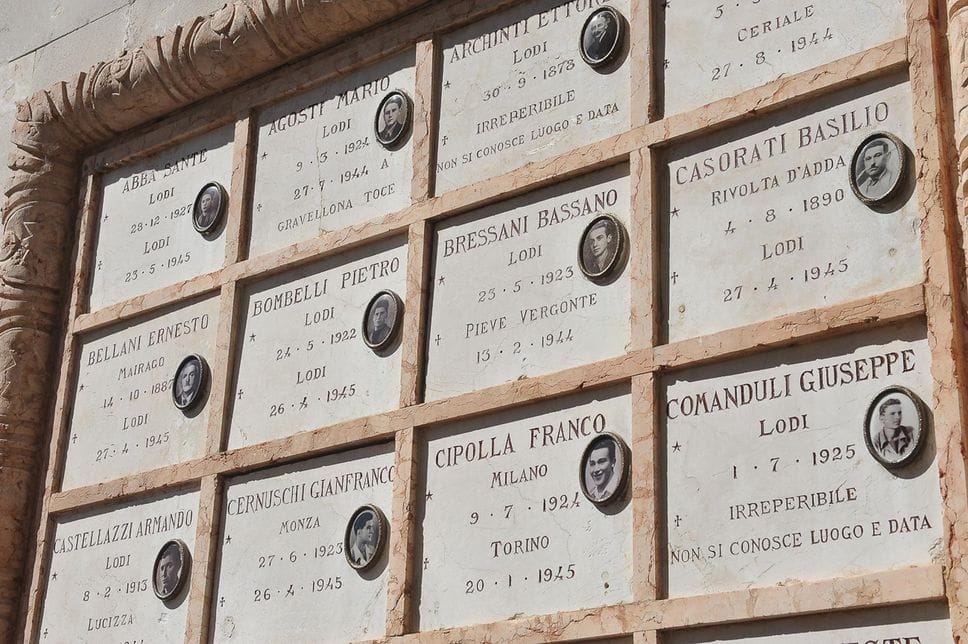 ABBA SANTE
LODI
28·12·1927
LODI
23·5·1945
AGOSTI MARIO
LODI
9·3·1924
27·7·1944 A
GRAVELLONA TOCE
ARCHINTI ETTORE
LODI
30·9·1878
IRREPERIBILE
NON SI CONOSCE LUOGO E DATA
CERIALE
27·8·1944
BELLANI ERNESTO
MAIRAGO
14·10·1887
LODI
27·4·1945
BOMBELLI PIETRO
LODI
24·5·1922
LODI
26·4·1945
BRESSANI BASSANO
LODI
23·5·1923
PIEVE VERGONTE
13·2·1944
CASORATI BASILIO
RIVOLTA D'ADDA
4·8·1890
LODI
27·4·1945
CASTELLAZZI ARMANDO
LODI
8·2·1913
LUCIZZA
CERNUSCHI GIANFRANCO
MONZA
27·6·1923
26·4·1945
CIPOLLA FRANCO
MILANO
9·7·1924
TORINO
20·1·1945
COMANDULI GIUSEPPE
LODI
1·7·1925
IRREPERIBILE
NON SI CONOSCE LUOGO E DATA